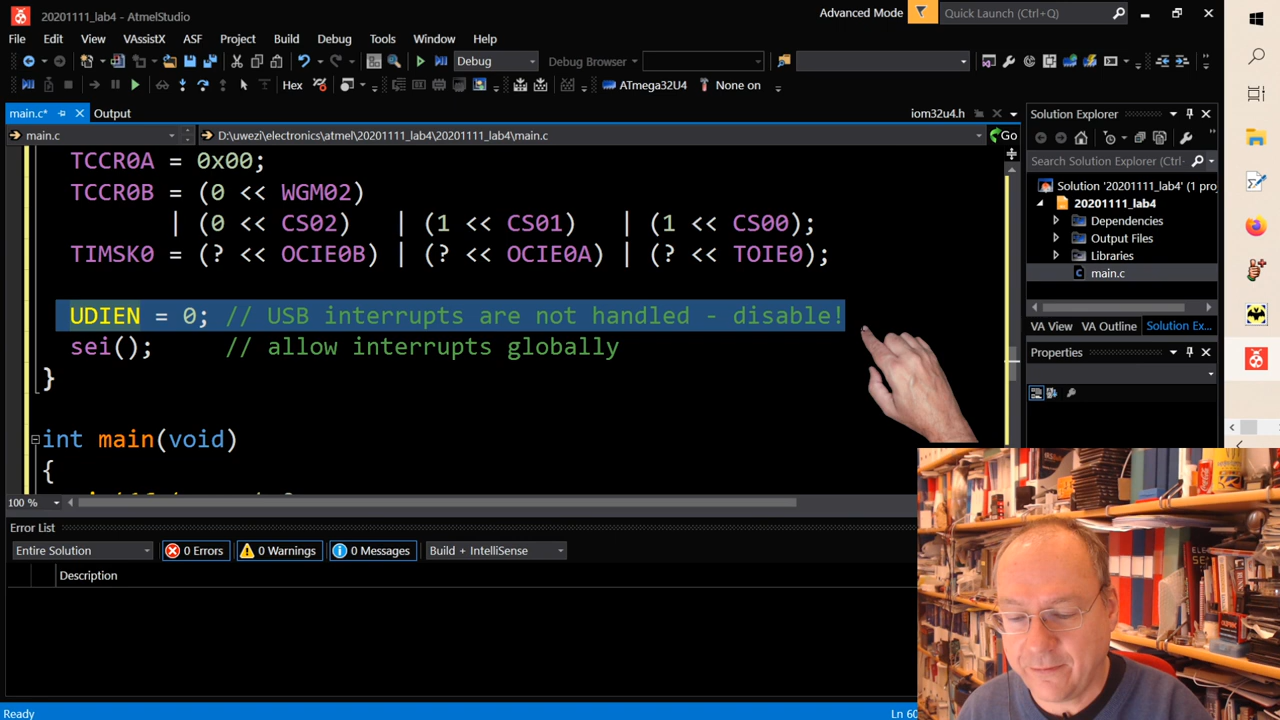 20201111_lab4 - AtmelStudio
Advanced Mode
Quick Launch (Ctrl+Q)
File Edit View VAssistX ASF Project Build Debug Tools Window Help
Debug
Debug Browser
Hex
ATmega32U4
None on
main.c*
Output
iom32u4.h
main.c
D:\uwezi\electronics\atmel\20201111_lab4\20201111_lab4\main.c
Go
TCCR0A = 0x00;
TCCR0B = (0 << WGM02)
| (0 << CS02) | (1 << CS01) | (1 << CS00);
TIMSK0 = (? << OCIE0B) | (? << OCIE0A) | (? << TOIE0);
UDIEN = 0; // USB interrupts are not handled - disable!
sei(); // allow interrupts globally
}
int main(void)
{
100 %
Solution Explorer
Search Solution Explorer (Ctrl-
Solution '20201111_lab4' (1 proj
20201111_lab4
Dependencies
Output Files
Libraries
main.c
VA View VA Outline Solution Ex...
Properties
Error List
Entire Solution
0 Errors
0 Warnings
0 Messages
Build + IntelliSense
Description
Ready
Ln 60